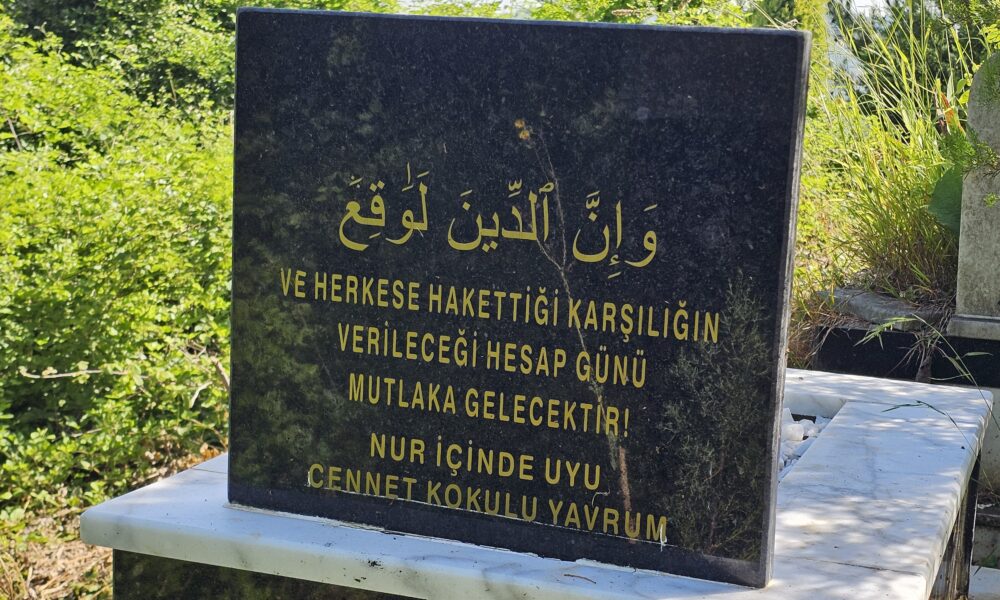 وَإِنَّ ٱلدِّينَ لَوَٰقِعٌ
VE HERKESE HAKETTİĞİ KARŞILIĞIN
VERİLECEĞİ HESAP GÜNÜ
MUTLAKA GELECEKTİR!
NUR İÇİNDE UYU
CENNET KOKULU YAVRUM